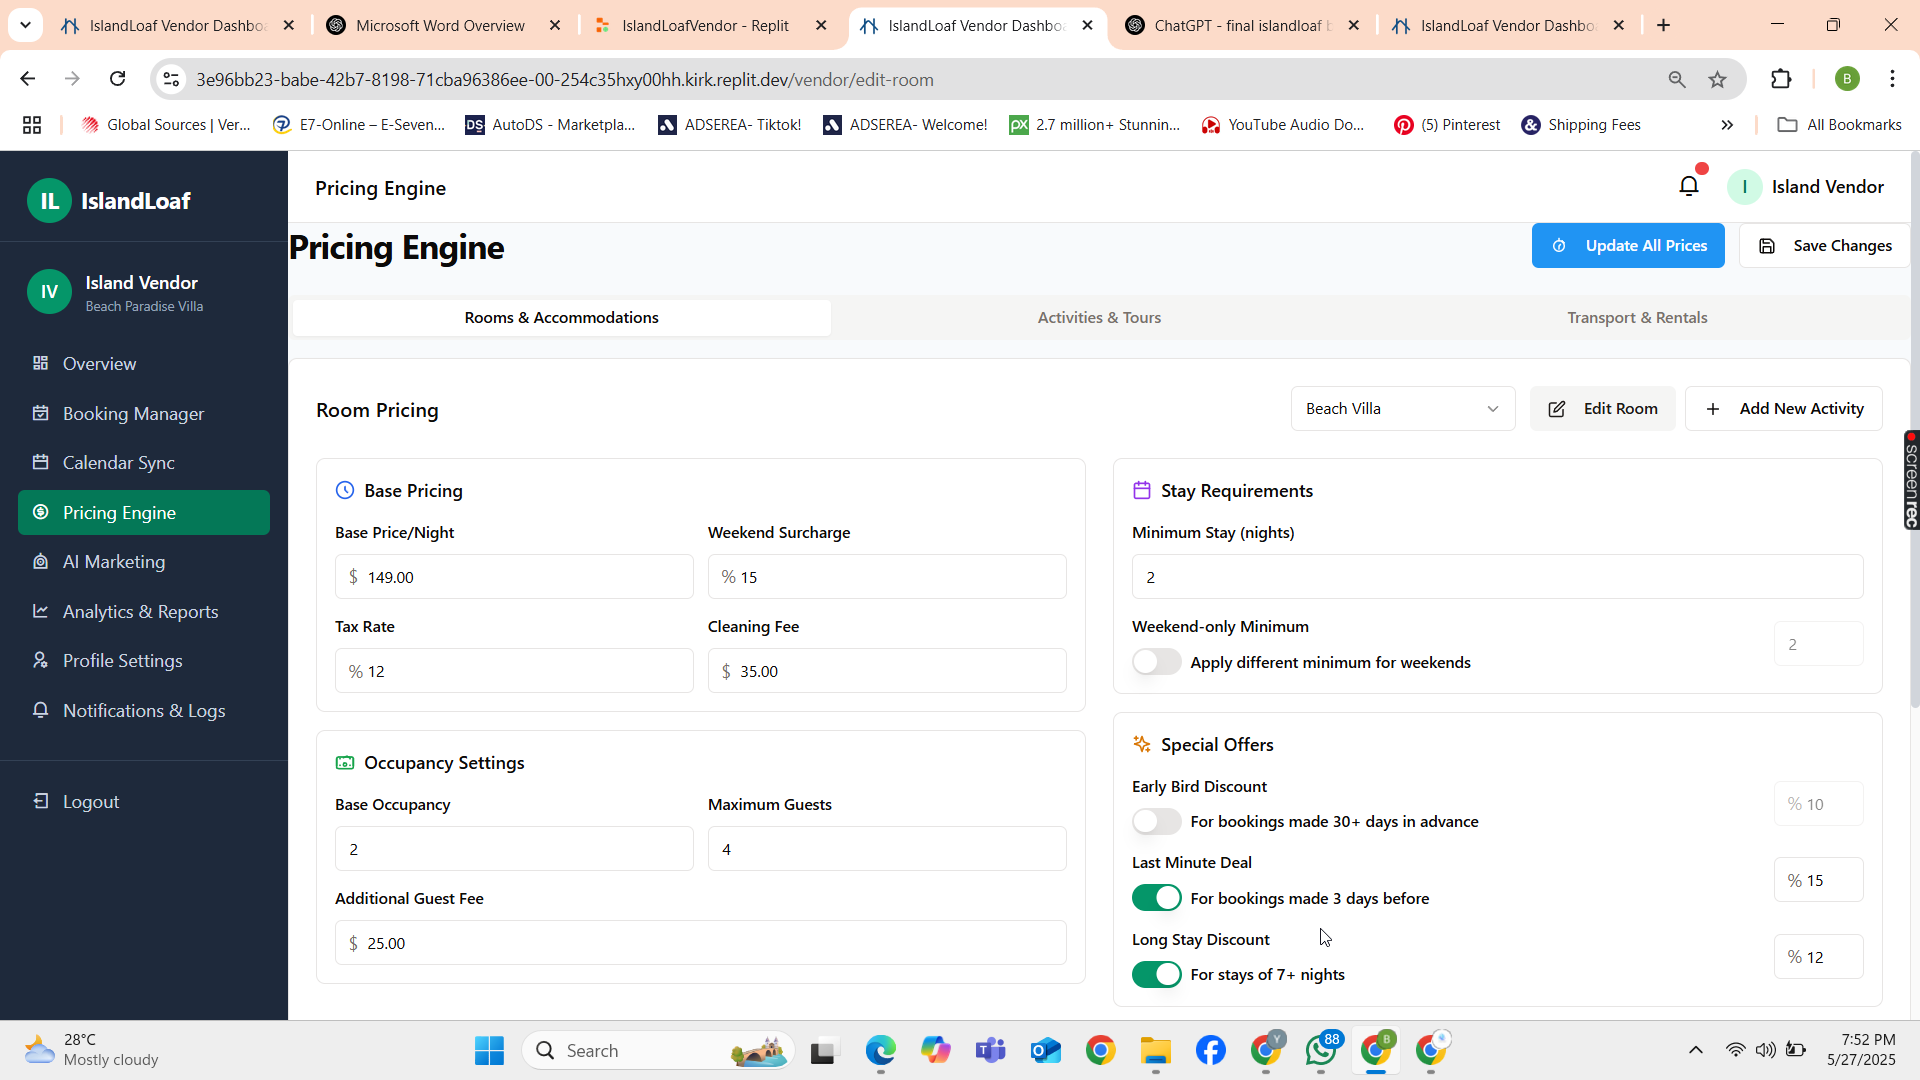 IslandLoaf Vendor Dashbo
Microsoft Word Overview
IslandLoafVendor - Replit
IslandLoaf Vendor Dashbo
ChatGPT - final islandloaf b
IslandLoaf Vendor Dashbo
3e96bb23-babe-42b7-8198-71cba96386ee-00-254c35hxy00hh.kirk.replit.dev/vendor/edit-room
B
Global Sources | Ver...
E7-Online – E-Seven...
DS
AutoDS - Marketpla...
ADSEREA- Tiktok!
ADSEREA- Welcome!
px
2.7 million+ Stunnin...
YouTube Audio Do...
(5) Pinterest
Shipping Fees
All Bookmarks
IL
IslandLoaf
Pricing Engine
I
Island Vendor
Pricing Engine
Update All Prices
Save Changes
IV
Island Vendor
Beach Paradise Villa
Overview
Booking Manager
Calendar Sync
Pricing Engine
AI Marketing
Analytics & Reports
Profile Settings
Notifications & Logs
Logout
Rooms & Accommodations
Activities & Tours
Transport & Rentals
Room Pricing
Beach Villa
Edit Room
Add New Activity
Base Pricing
Base Price/Night
Weekend Surcharge
$ 149.00
% 15
Tax Rate
Cleaning Fee
% 12
$ 35.00
Occupancy Settings
Base Occupancy
Maximum Guests
2
4
Additional Guest Fee
$ 25.00
Stay Requirements
Minimum Stay (nights)
2
Weekend-only Minimum
Apply different minimum for weekends
2
Special Offers
Early Bird Discount
For bookings made 30+ days in advance
% 10
Last Minute Deal
For bookings made 3 days before
% 15
Long Stay Discount
For stays of 7+ nights
% 12
screenrec
28°C
Mostly cloudy
Search
Y
88
B
7:52 PM
5/27/2025